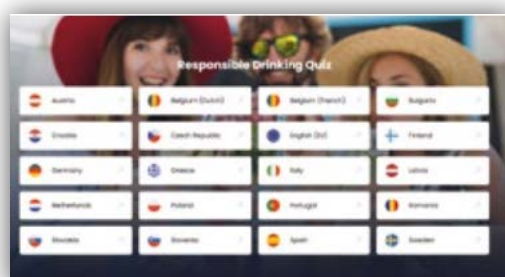 Responsible Drinking Quiz
Austria
Belgium (Dutch)
Belgium (French)
Bulgaria
Croatia
Czech Republic
English (EU)
Finland
Germany
Greece
Italy
Latvia
Netherlands
Poland
Portugal
Romania
Slovakia
Slovenia
Spain
Sweden